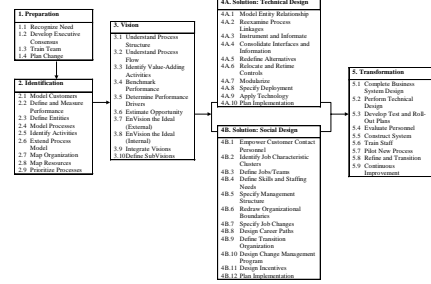 1. Preparation
1.1 Recognize Need
1.2 Develop Executive
Consensus
1.3 Train Team
1.4 Plan Change
2. Identification
2.1 Model Customers
2.2 Define and Measure
Performance
2.3 Define Entities
2.4 Model Processes
2.5 Identify Activities
2.6 Extend Process
Model
2.7 Map Organization
2.8 Map Resources
2.9 Prioritize Processes
3. Vision
3.1 Understand Process
Structure
3.2 Understand Process
Flow
3.3 Identify Value-Adding
Activities
3.4 Benchmark
Performance
3.5 Determine Performance
Drivers
3.6 Estimate Opportunity
3.7 EnVision the Ideal
(External)
3.8 EnVision the Ideal
(Internal)
3.9 Integrate Visions
3.10Define SubVisions
4A. Solution: Technical Design
4A.1 Model Entity Relationship
4A.2 Reexamine Process
Linkages
4A.3 Instrument and Informate
4A.4 Consolidate Interfaces and
Information
4A.5 Redefine Alternatives
4A.6 Relocate and Retime
Controls
4A.7 Modularize
4A.8 Specify Deployment
4A.9 Apply Technology
4A.10 Plan Implementation
4B. Solution: Social Design
4B.1 Empower Customer Contact
Personnel
4B.2 Identify Job Characteristic
Clusters
4B.3 Define Jobs/Teams
4B.4 Define Skills and Staffing
Needs
4B.5 Specify Management
Structure
4B.6 Redraw Organizational
Boundaries
4B.7 Specify Job Changes
4B.8 Design Career Paths
4B.9 Define Transition
Organization
4B.10 Design Change Management
Program
4B.11 Design Incentives
4B.12 Plan Implementation
5. Transformation
5.1 Complete Business
System Design
5.2 Perform Technical
Design
5.3 Develop Test and Roll-
Out Plans
5.4 Evaluate Personnel
5.5 Construct System
5.6 Train Staff
5.7 Pilot New Process
5.8 Refine and Transition
5.9 Continuous
Improvement